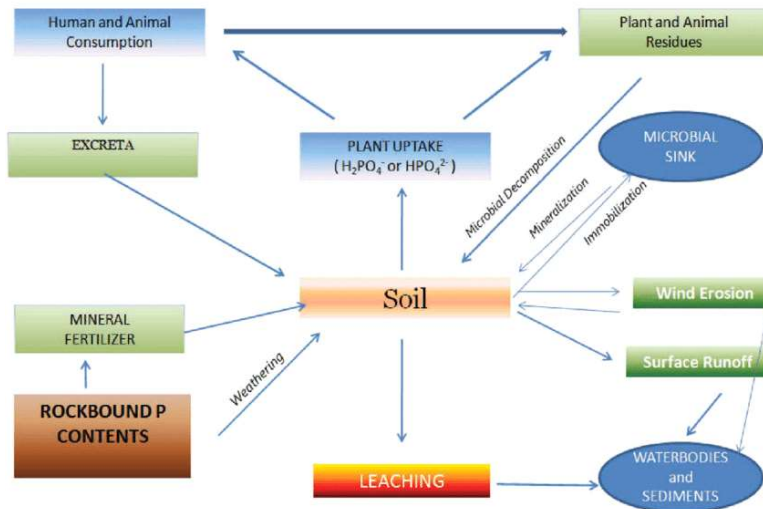 Human and Animal
Consumption
Plant and Animal
Residues
EXCRETA
PLANT UPTAKE
( H₂PO₄⁻ or HPO₄²⁻)
MICROBIAL
SINK
Microbial Decomposition
Mineralization
Immobilization
Soil
Wind Erosion
MINERAL
FERTILIZER
Surface Runoff
Weathering
ROCKBOUND P
CONTENTS
LEACHING
WATERBODIES
and
SEDIMENTS